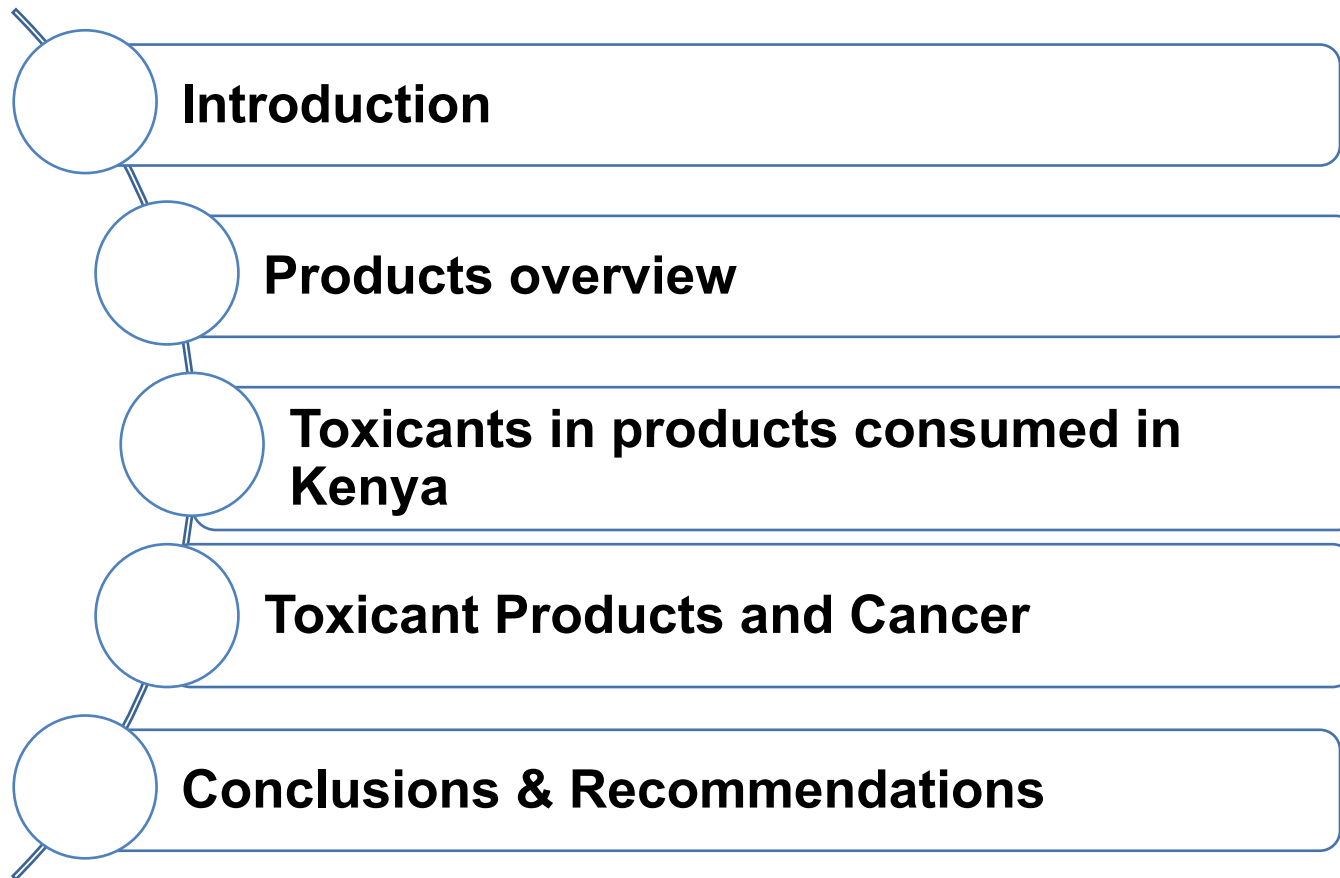 Introduction
Products overview
Toxicants in products consumed in
Kenya
Toxicant Products and Cancer
Conclusions & Recommendations